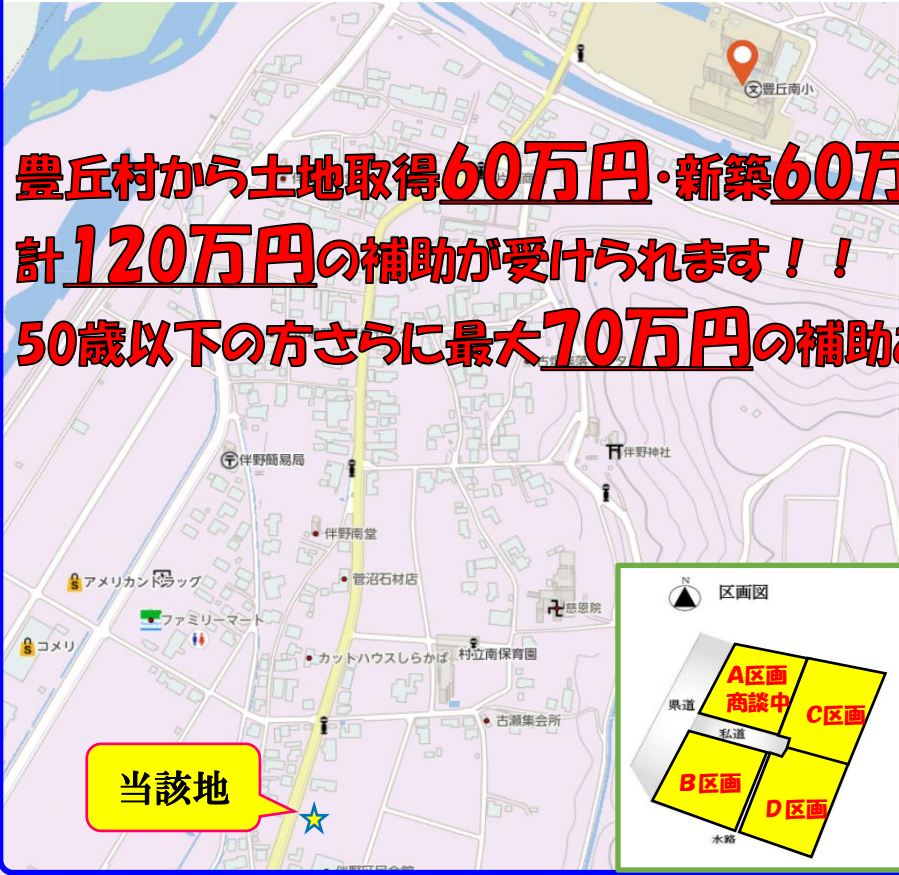 豊丘南小
豊丘村から土地取得60万円・新築60万
計120万円の補助が受けられます！！
50歳以下の方さらに最大70万円の補助
伴野簡易局
伴野神社
伴野南堂
アメリカンドラッグ
菅沼石材店
慈恩院
ファミリーマート
コメリ
カットハウスしらかば
村立南保育園
古瀬集会所
当該地
N
区画図
A区画
商談中
県道
C区画
私道
B区画
D区画
水路